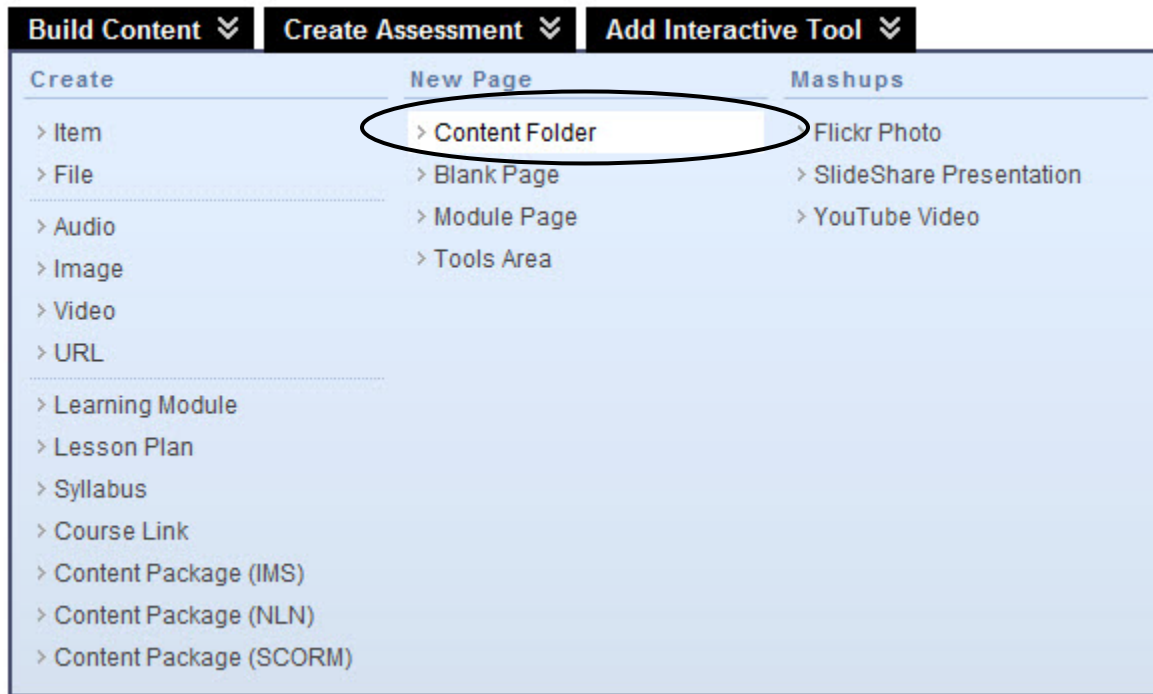 Build Content Create Assessment Add Interactive Tool
Create
> Item
> File
> Audio
> Image
> Video
> URL
> Learning Module
> Lesson Plan
> Syllabus
> Course Link
> Content Package (IMS)
> Content Package (NLN)
> Content Package (SCORM)
New Page
> Content Folder
> Blank Page
> Module Page
> Tools Area
Mashups
> Flickr Photo
> SlideShare Presentation
> YouTube Video